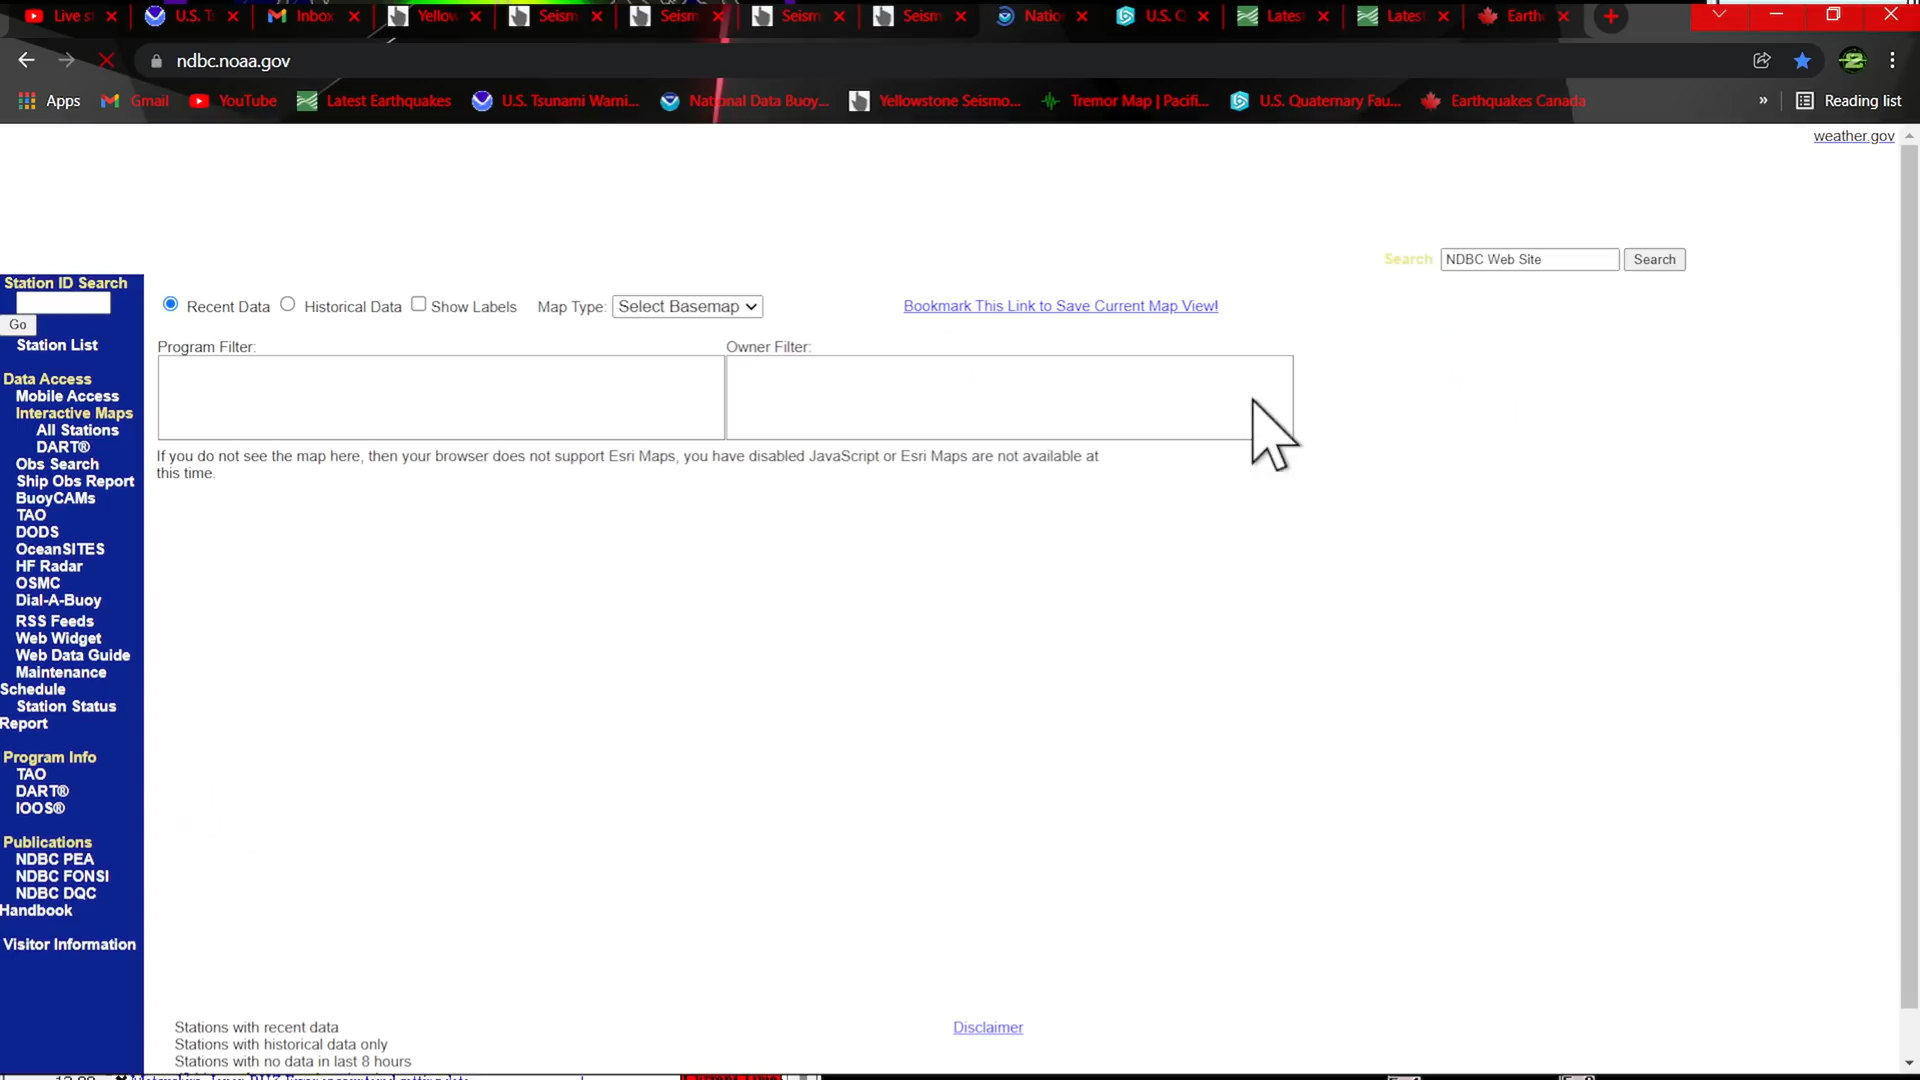 Live s
U.S. T
Inbox
Yellow
Seism
Seism
Seism
Seism
Natio
U.S. Q
Latest
Latest
Earth
ndbc.noaa.gov
Apps
Gmail
YouTube
Latest Earthquakes
U.S. Tsunami Warni...
National Data Buoy...
Yellowstone Seismo...
Tremor Map | Pacifi...
U.S. Quaternary Fau...
Earthquakes Canada
»
Reading list
weather.gov
Search NDBC Web Site Search
Station ID Search
Go
Station List
Data Access
Mobile Access
Interactive Maps
All Stations
DART®
Obs Search
Ship Obs Report
BuoyCAMs
TAO
DODS
OceanSITES
HF Radar
OSMC
Dial-A-Buoy
RSS Feeds
Web Widget
Web Data Guide
Maintenance
Schedule
Station Status
Report
Program Info
TAO
DART®
IOOS®
Publications
NDBC PEA
NDBC FONSI
NDBC DQC
Handbook
Visitor Information
Recent Data Historical Data Show Labels Map Type: Select Basemap
Bookmark This Link to Save Current Map View!
Program Filter:
Owner Filter:
If you do not see the map here, then your browser does not support Esri Maps, you have disabled JavaScript or Esri Maps are not available at
this time.
Stations with recent data
Stations with historical data only
Stations with no data in last 8 hours
Disclaimer